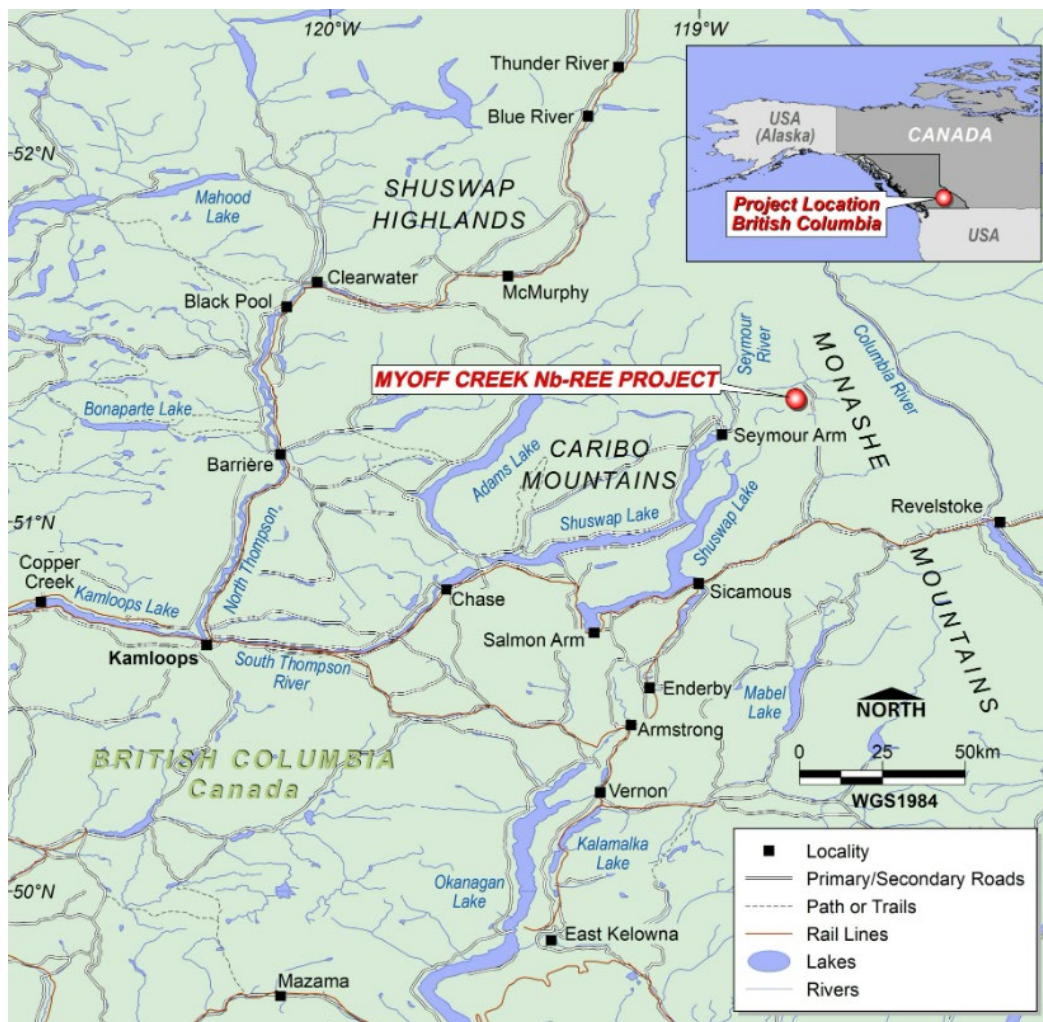 120°W
119°W
Thunder River
Blue River
52°N
USA
(Alaska)
CANADA
Project Location
British Columbia
USA
Mahood
Lake
SHUSWAP
HIGHLANDS
Clearwater
McMurphy
Black Pool
Seymour
River
Columbia River
MONASHE
MOUNTAINS
MYOFF CREEK Nb-REE PROJECT
Bonaparte Lake
Seymour Arm
Barrière
Adams Lake
CARIBO
MOUNTAINS
Shuswap Lake
Shuswap Lake
Revelstoke
51°N
North Thompson
Copper
Creek
Kamloops Lake
Chase
Sicamous
Salmon Arm
Kamloops
South Thompson
River
Enderby
Mabel
Lake
NORTH
Armstrong
0 25 50km
WGS1984
BRITISH COLUMBIA
Canada
Vernon
Kalamalka
Lake
50°N
Okanagan
Lake
East Kelowna
Mazama
Locality
Primary/Secondary Roads
Path or Trails
Rail Lines
Lakes
Rivers